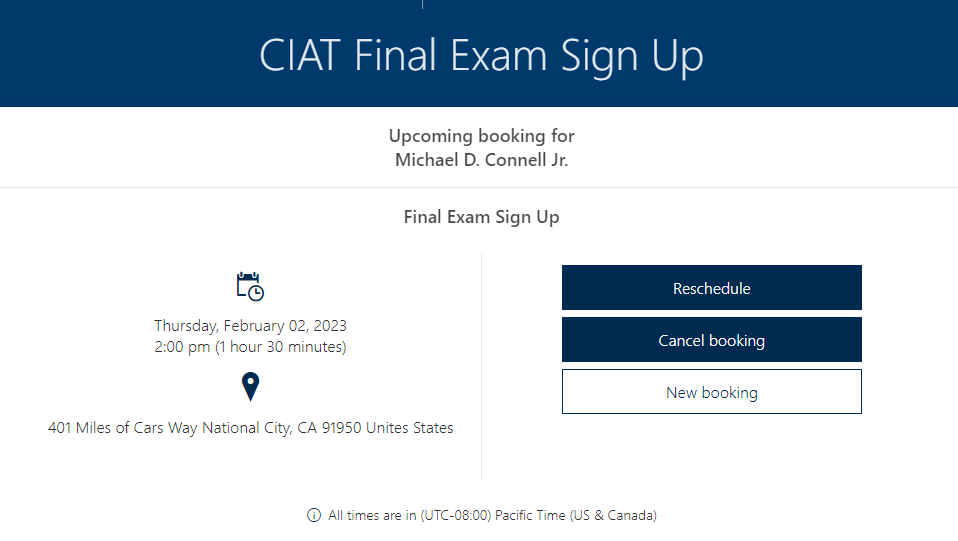 CIAT Final Exam Sign Up
Upcoming booking for
Michael D. Connell Jr.
Final Exam Sign Up
Thursday, February 02, 2023
2:00 pm (1 hour 30 minutes)
401 Miles of Cars Way National City, CA 91950 Unites States
Reschedule
Cancel booking
New booking
All times are in (UTC-08:00) Pacific Time (US & Canada)